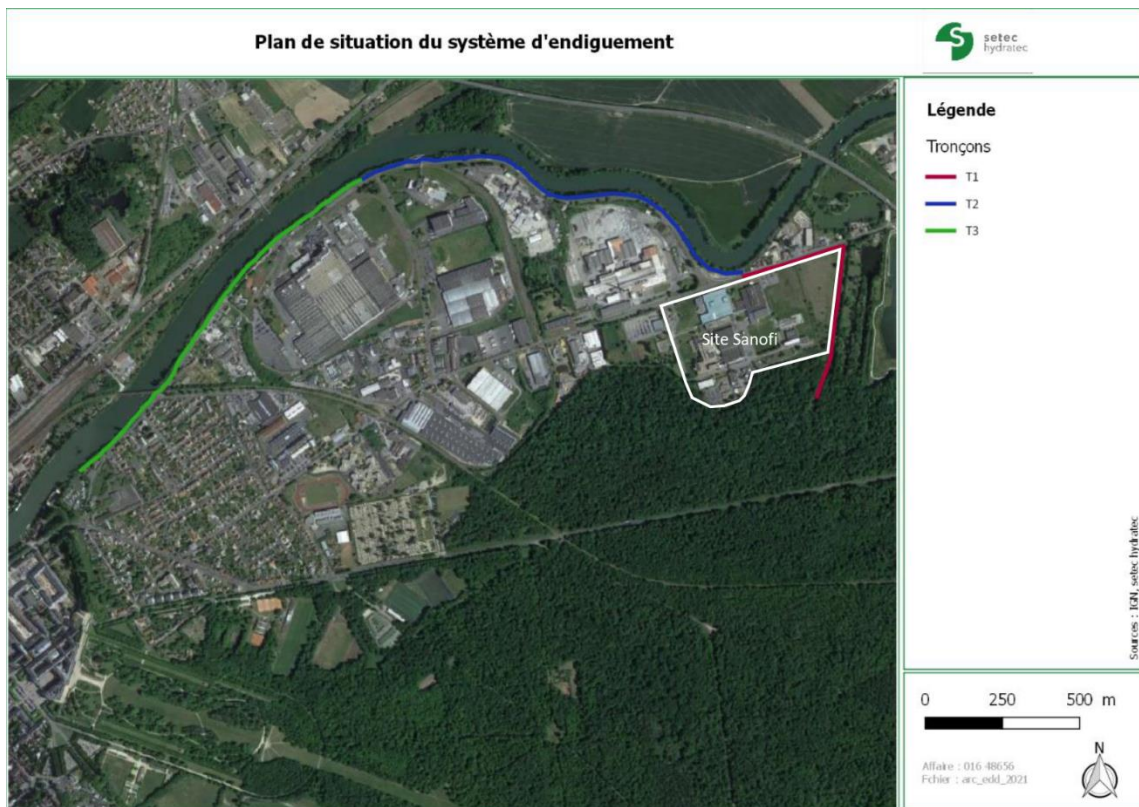 Plan de situation du système d'endiguement
setec
hydratec
Légende
Tronçons
T1
T2
T3
Site Sanofi
Sources : IGN, setec hydratec
0 250 500 m
Affaire : 016 48656
Fchier : arc_edd_2021
N